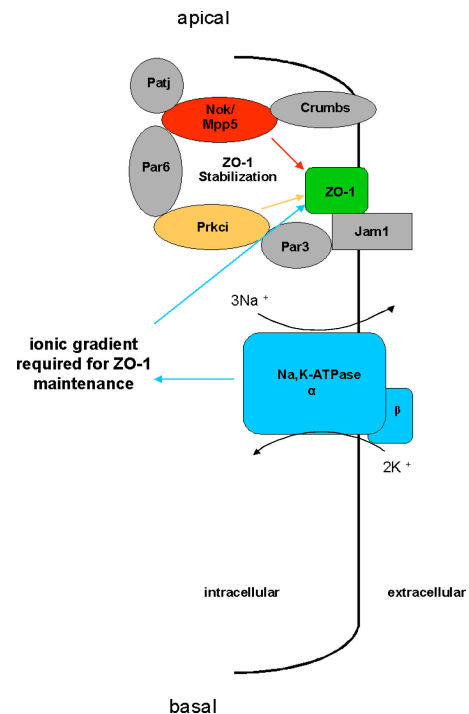 apical
Patj
Nok/
Mpp5
Crumbs
Par6
ZO-1
Stabilization
ZO-1
Prkci
Par3
Jam1
3Na +
ionic gradient
required for ZO-1
maintenance
Na,K-ATPase
α
β
2K +
intracellular
extracellular
basal